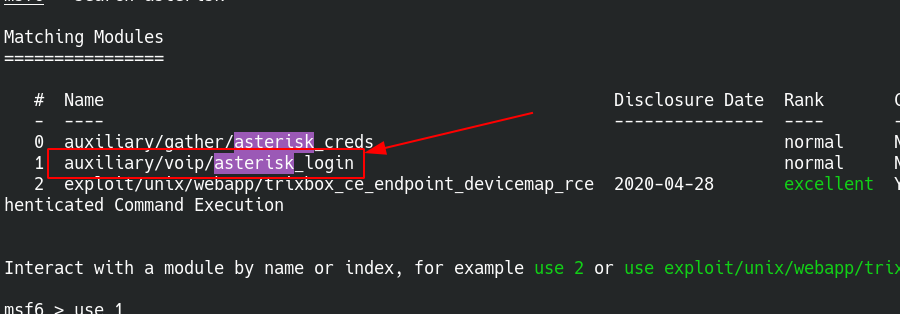 Matching Modules
================
# Name Disclosure Date Rank
- ---- --------------- ----
0 auxiliary/gather/asterisk_creds normal N
1 auxiliary/voip/asterisk_login normal N
2 exploit/unix/webapp/trixbox_ce_endpoint_devicemap_rce 2020-04-28 excellent Y
henticated Command Execution
Interact with a module by name or index, for example use 2 or use exploit/unix/webapp/trix
msf6 > use 1